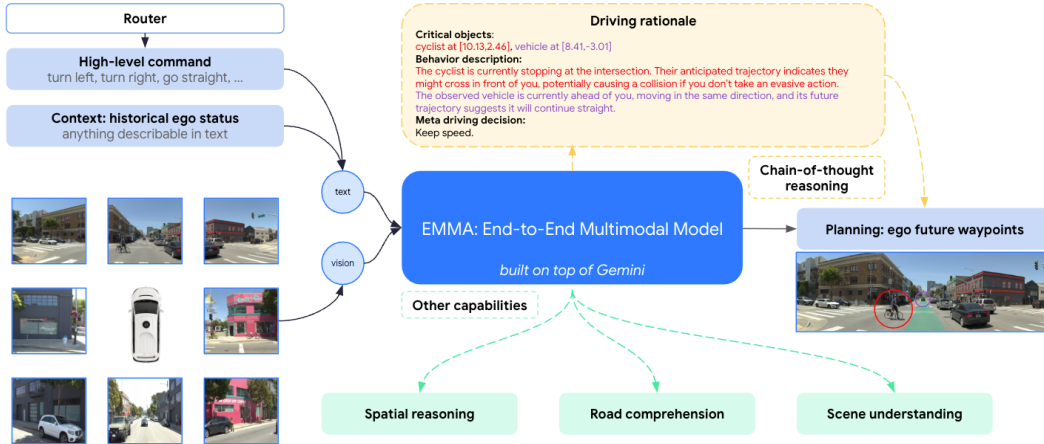 Router
High-level command
turn left, turn right, go straight, ...
Context: historical ego status
anything describable in text
text
vision
Driving rationale
Critical objects:
cyclist at [10.13,2.46], vehicle at [8.41,-3.01]
Behavior description:
The cyclist is currently stopping at the intersection. Their anticipated trajectory indicates they
might cross in front of you, potentially causing a collision if you don't take an evasive action.
The observed vehicle is currently ahead of you, moving in the same direction, and its future
trajectory suggests it will continue straight.
Meta driving decision:
Keep speed.
EMMA: End-to-End Multimodal Model
built on top of Gemini
Chain-of-thought
reasoning
Planning: ego future waypoints
Other capabilities
Spatial reasoning
Road comprehension
Scene understanding